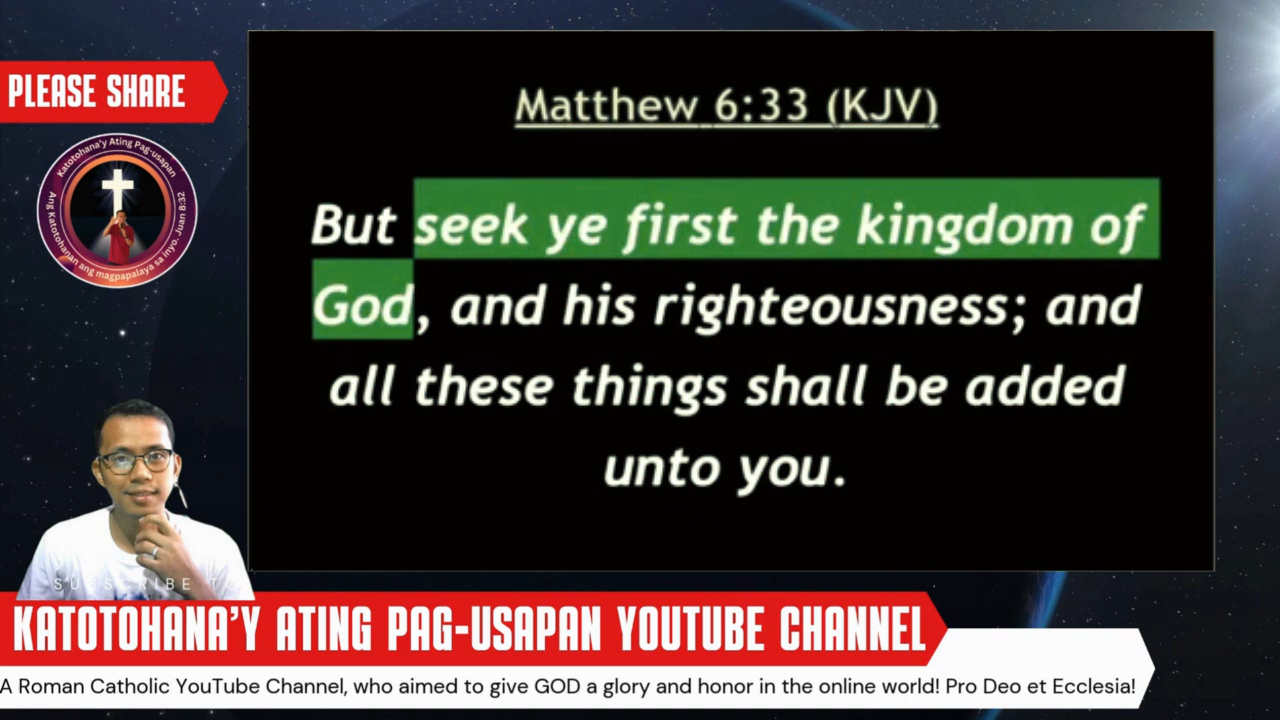 PLEASE SHARE
Katotohana'y Ating Pag-usapan
Ang Katotohanan ang magpapalaya sa inyo. Juan 8:32
Matthew 6:33 (KJV)
But seek ye first the kingdom of
God, and his righteousness; and
all these things shall be added
unto you.
SUBSCRIBE TO
KATOTOHANA'Y ATING PAG-USAPAN YOUTUBE CHANNEL
A Roman Catholic YouTube Channel, who aimed to give GOD a glory and honor in the online world! Pro Deo et Ecclesia!